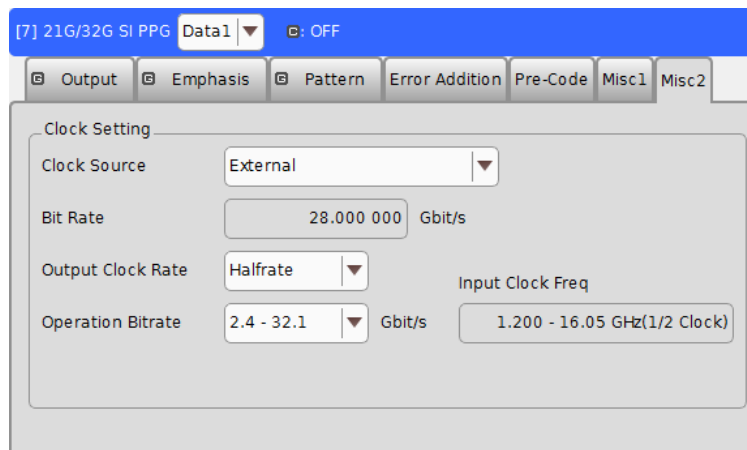 [7] 21G/32G SI PPG Data1 C: OFF
G Output G Emphasis G Pattern Error Addition Pre-Code Misc1 Misc2
Clock Setting
Clock Source External
Bit Rate 28.000 000 Gbit/s
Output Clock Rate Halfrate
Input Clock Freq
Operation Bitrate 2.4 - 32.1 Gbit/s 1.200 - 16.05 GHz(1/2 Clock)